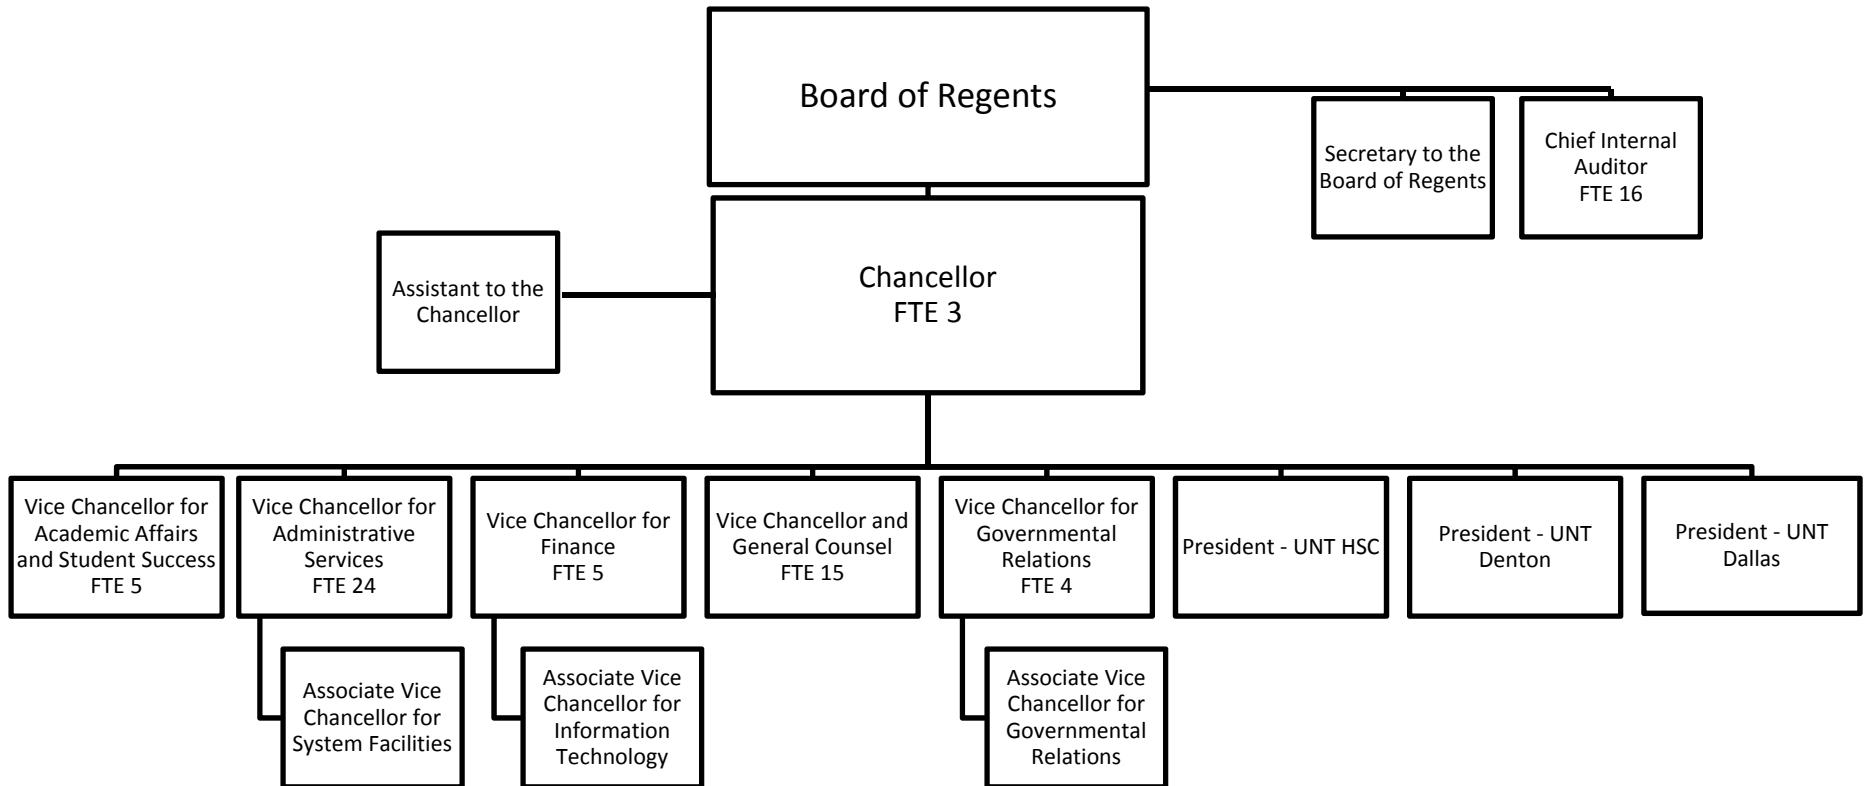 Board of Regents
Secretary to the
Board of Regents
Chief Internal
Auditor
FTE 16
Assistant to the
Chancellor
Chancellor
FTE 3
Vice Chancellor for
Academic Affairs
and Student Success
FTE 5
Vice Chancellor for
Administrative
Services
FTE 24
Vice Chancellor for
Finance
FTE 5
Vice Chancellor and
General Counsel
FTE 15
Vice Chancellor for
Governmental
Relations
FTE 4
President - UNT HSC
President - UNT
Denton
President - UNT
Dallas
Associate Vice
Chancellor for
System Facilities
Associate Vice
Chancellor for
Information
Technology
Associate Vice
Chancellor for
Governmental
Relations